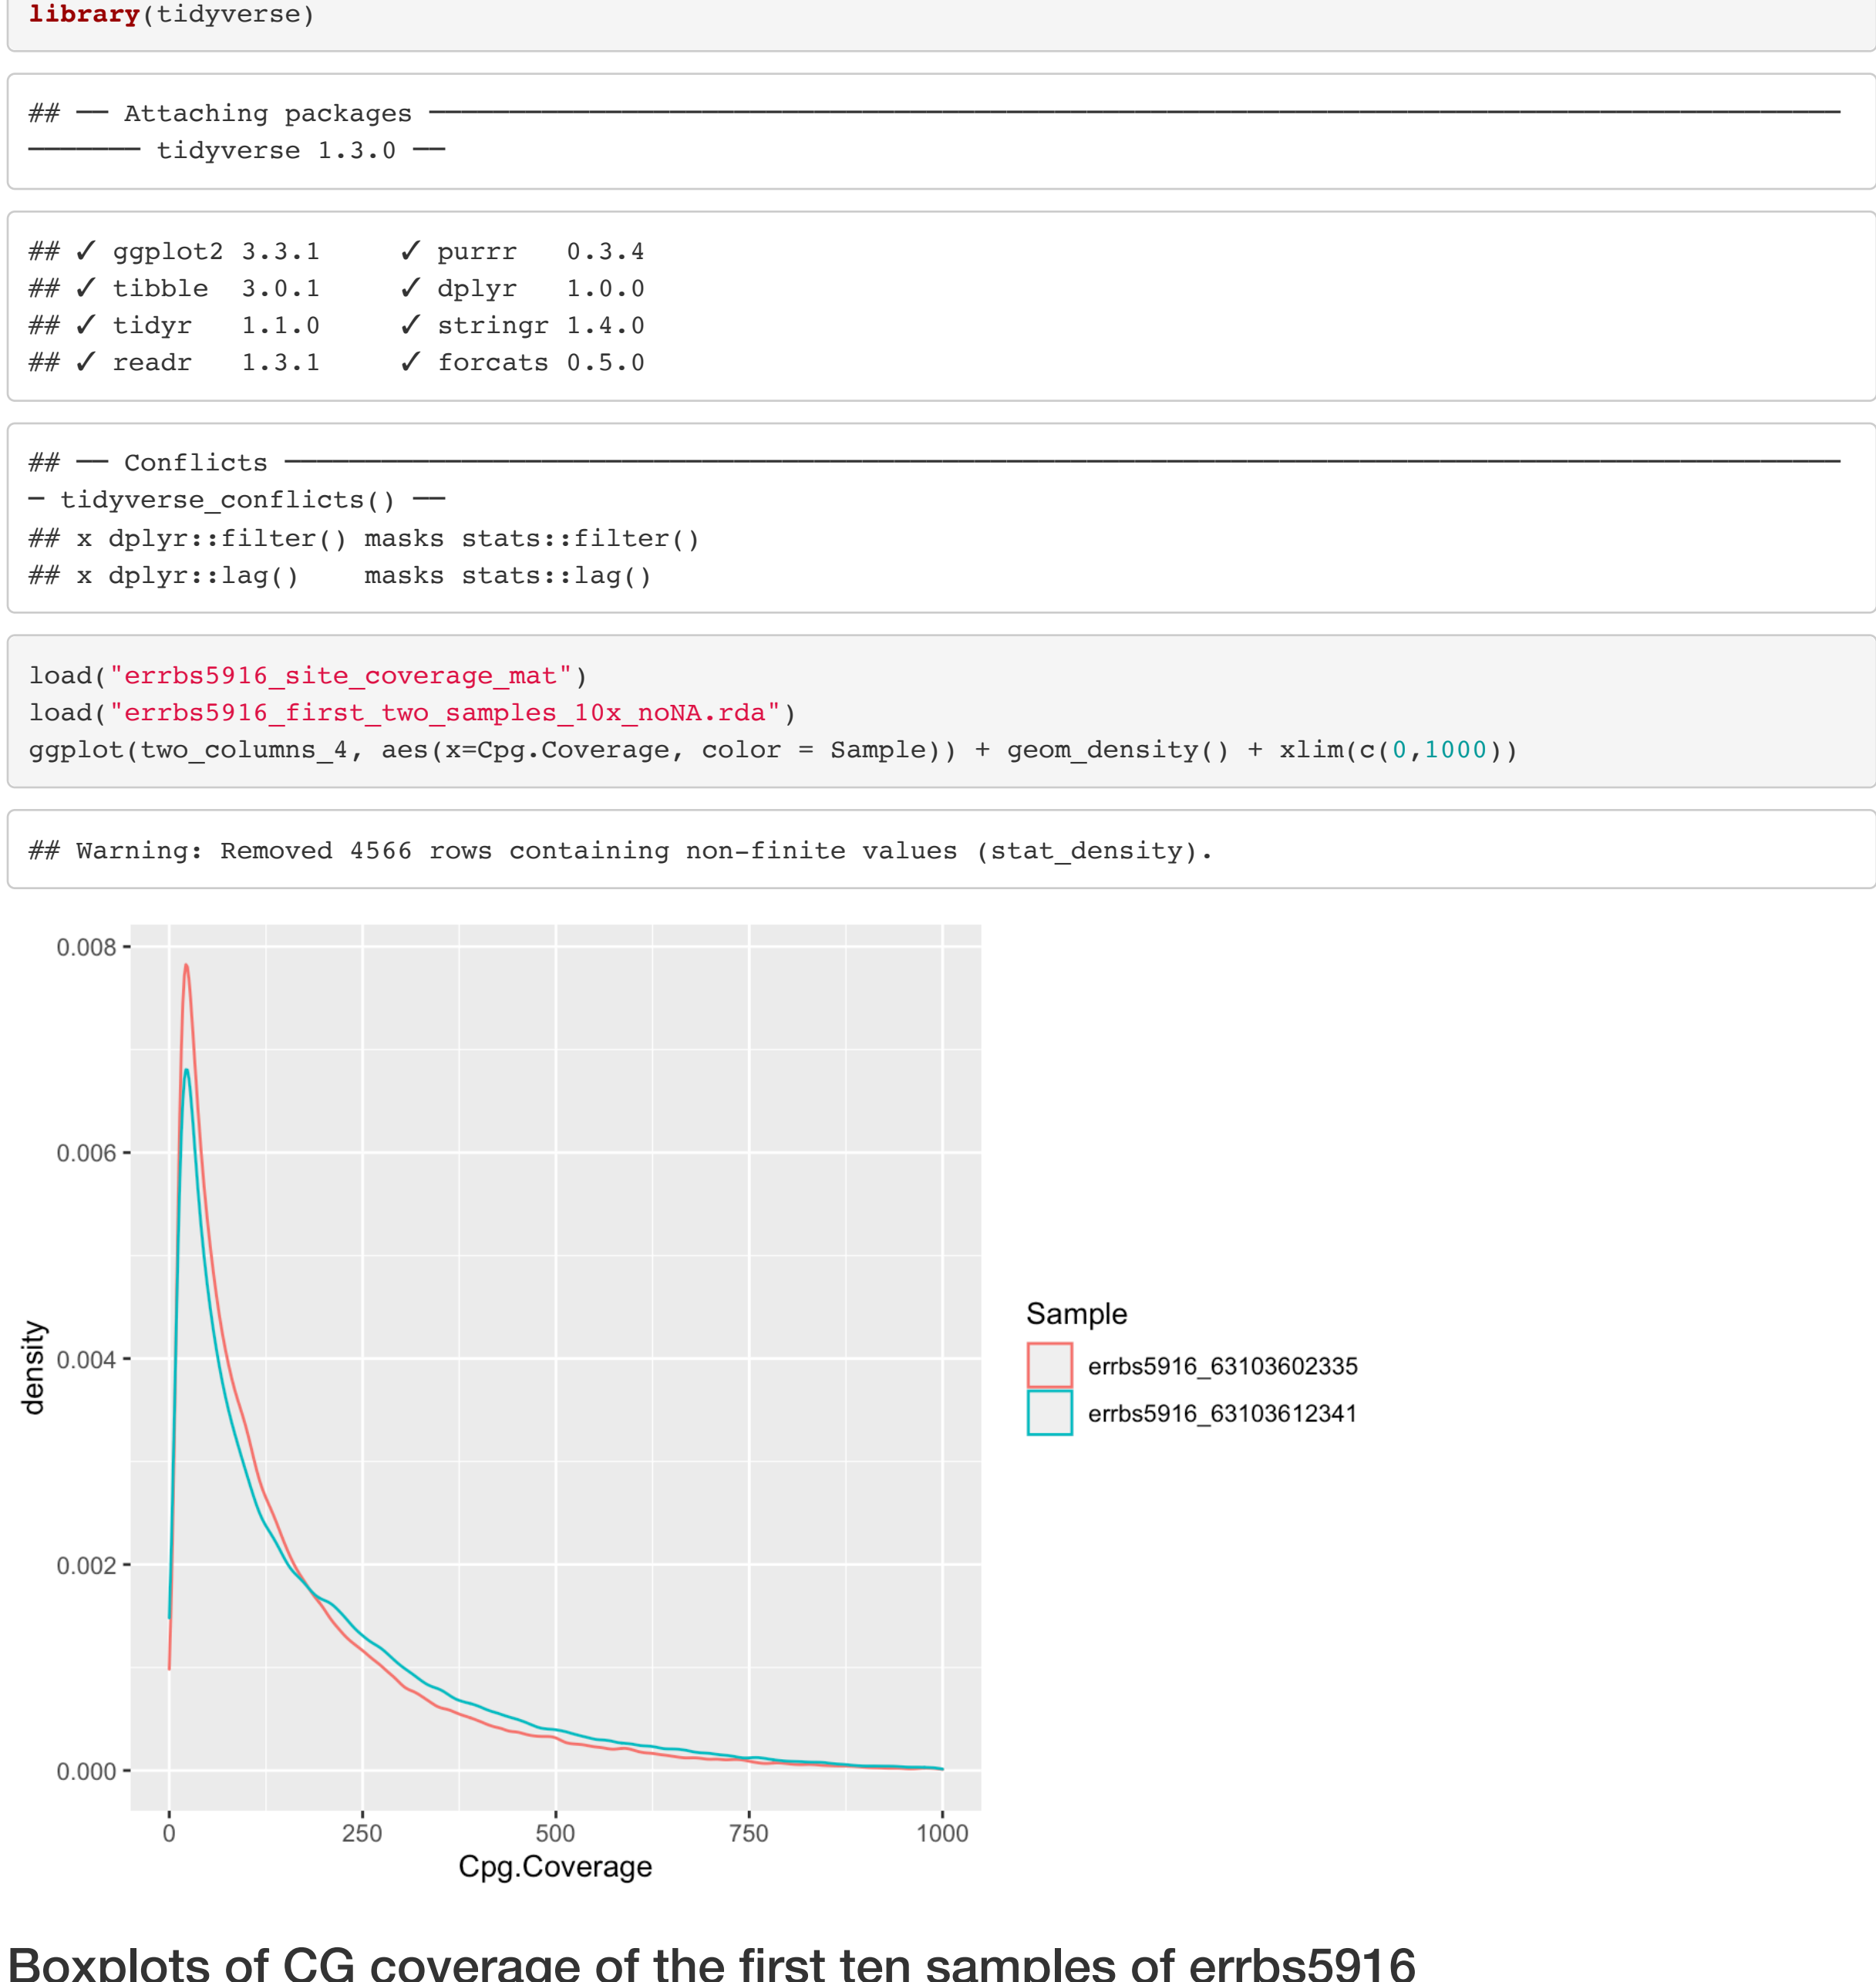 library(tidyverse)
## ── Attaching packages ────────────────────────────────────────────────────────────────────────────────────────
─────── tidyverse 1.3.0 ──
## ✓ ggplot2 3.3.1     ✓ purrr   0.3.4
## ✓ tibble  3.0.1     ✓ dplyr   1.0.0
## ✓ tidyr   1.1.0     ✓ stringr 1.4.0
## ✓ readr   1.3.1     ✓ forcats 0.5.0
## ── Conflicts ─────────────────────────────────────────────────────────────────────────────────────────────────
─ tidyverse_conflicts() ──
## x dplyr::filter() masks stats::filter()
## x dplyr::lag()    masks stats::lag()
load("errbs5916_site_coverage_mat")
load("errbs5916_first_two_samples_10x_noNA.rda")
ggplot(two_columns_4, aes(x=Cpg.Coverage, color = Sample)) + geom_density() + xlim(c(0,1000))
## Warning: Removed 4566 rows containing non-finite values (stat_density).
0.008
0.006
0.004
0.002
0.000
density
0 250 500 750 1000
Cpg.Coverage
Sample
errbs5916_63103602335
errbs5916_63103612341
Boxplots of CG coverage of the first ten samples of errbs5916